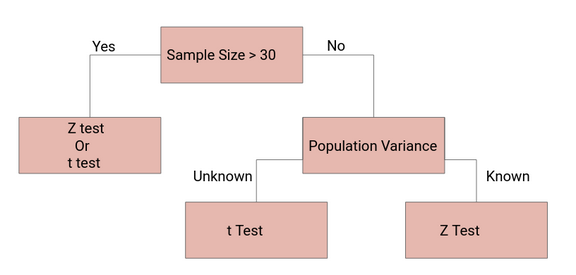 Yes
Sample Size > 30
No
Z test
Or
t test
Population Variance
Unknown
Known
t Test
Z Test